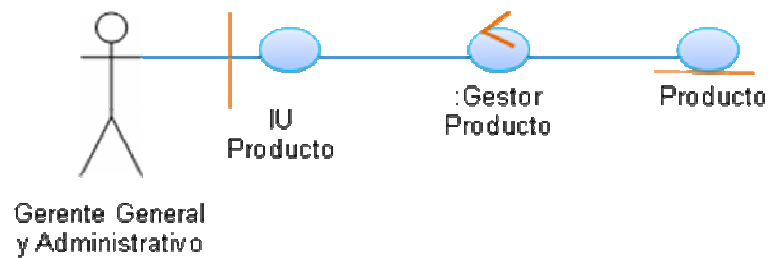 IU
Producto
:Gestor
Producto
Producto
Gerente General
y Administrativo